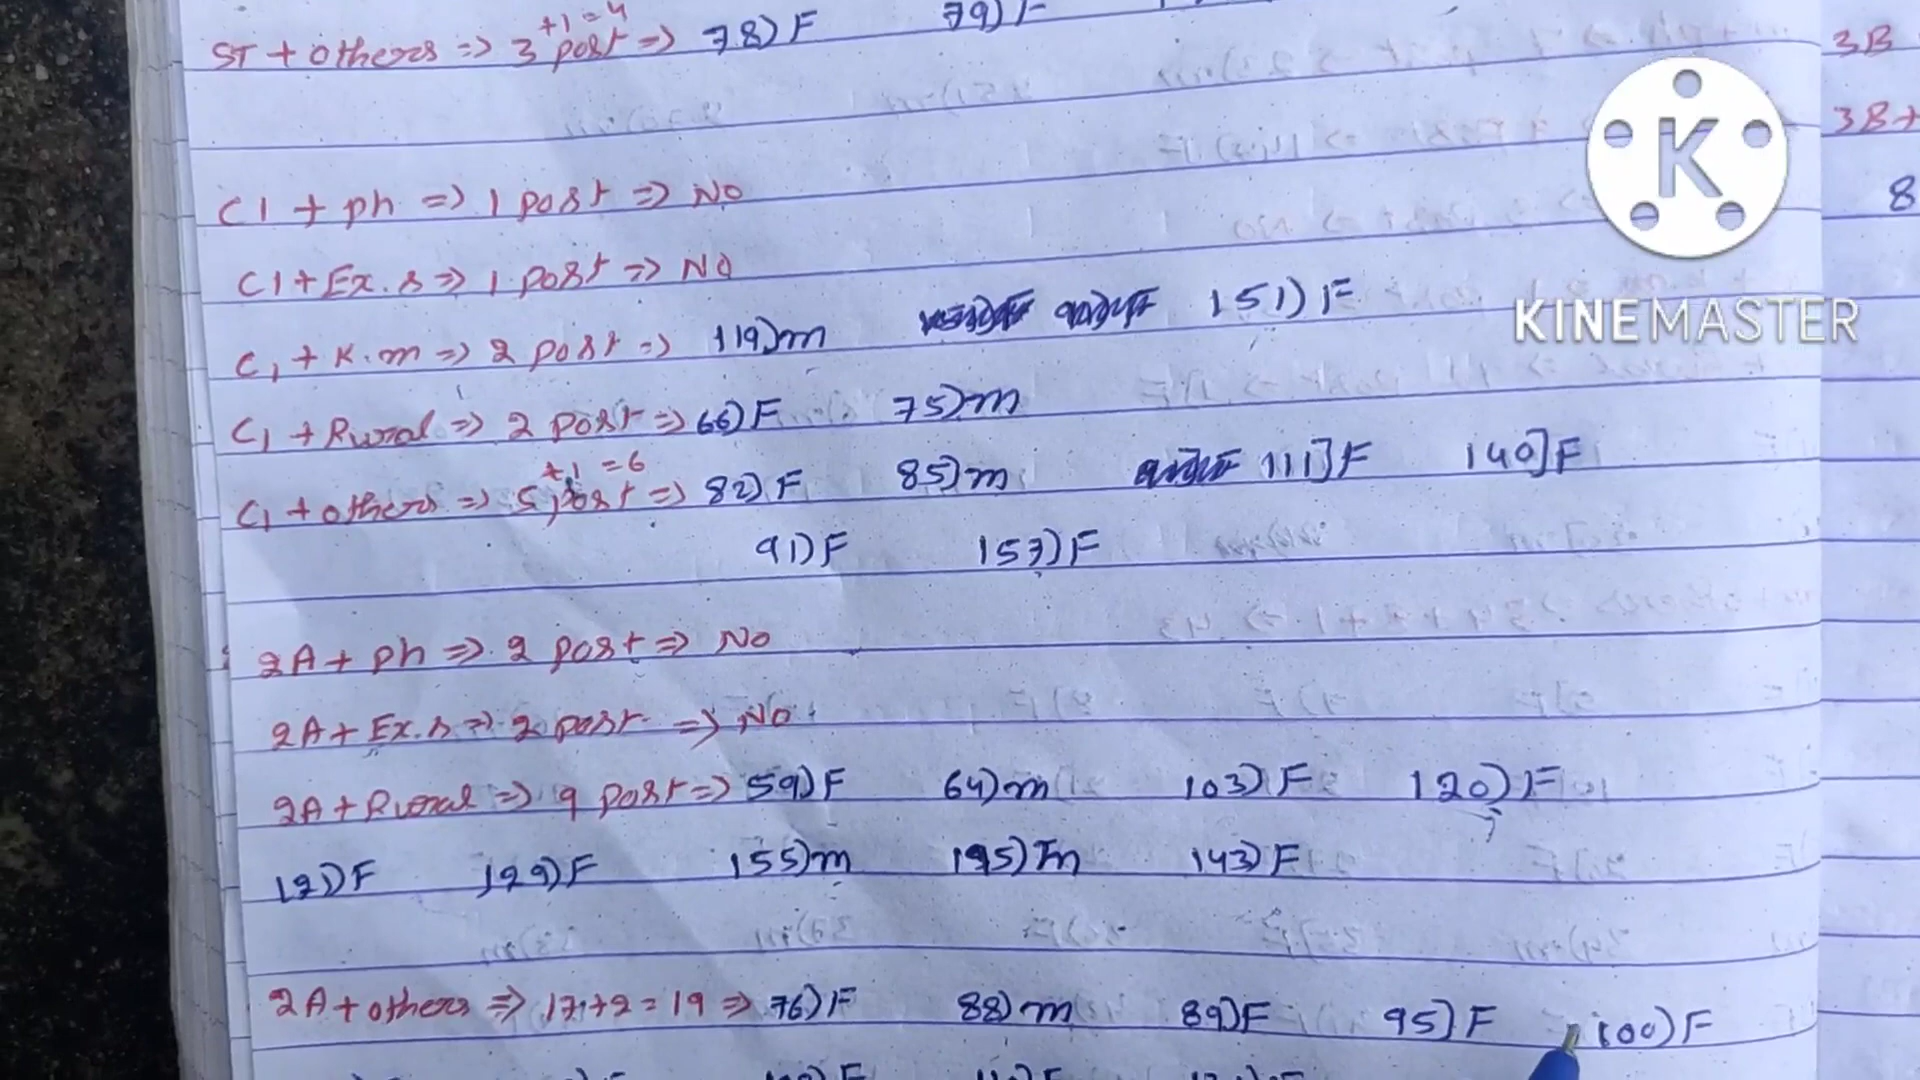 +1 = 4
ST + others => 3 post => 78) F 79) F
3B
3B+
K
KINEMASTER
C1 + ph => 1 post => NO
8
C1 + Ex. s => 1 post => NO
C1 + K.m => 2 post => 119) m 151) F
C1 + Rural => 2 post => 66) F 75) m
+1 = 6
C1 + others => 5 post => 82) F 85) m 111] F 140] F
91) F 157) F
2A + ph => 2 post => NO
2A + Ex. s => 2 post => NO
2A + Rural => 9 post => 59) F 64) m 103) F 120) F
121) F 129) F 155) m 143) F
2A + others => 17+2 = 19 => 76) F 88) m 89) F 95) F 100) F